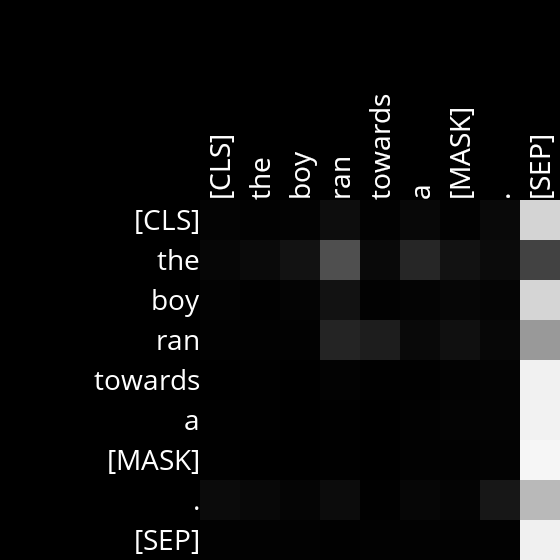 [CLS] the boy ran towards a [MASK] . [SEP]
[CLS]
the
boy
ran
towards
a
[MASK]
.
[SEP]